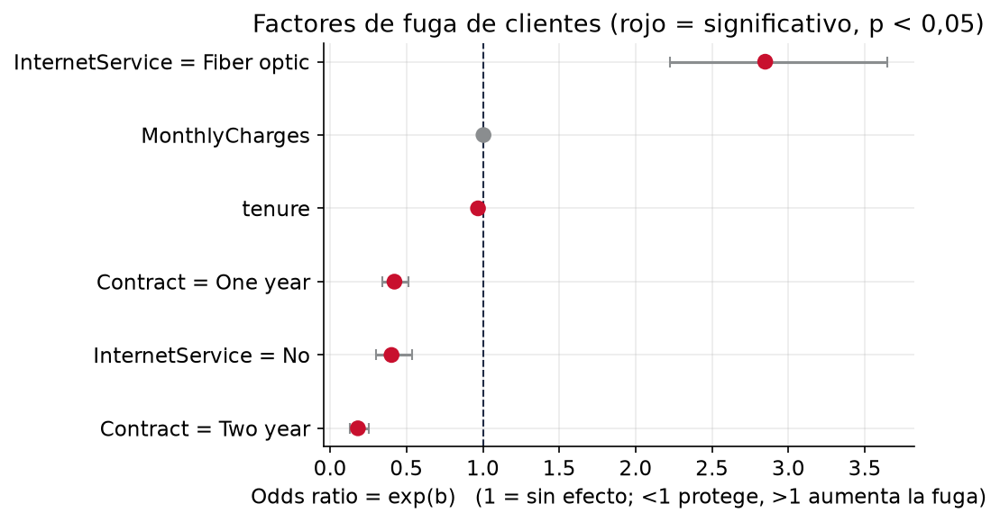 Factores de fuga de clientes (rojo = significativo, p < 0,05)
InternetService = Fiber optic
MonthlyCharges
tenure
Contract = One year
InternetService = No
Contract = Two year
0.0 0.5 1.0 1.5 2.0 2.5 3.0 3.5
Odds ratio = exp(b)   (1 = sin efecto; <1 protege, >1 aumenta la fuga)